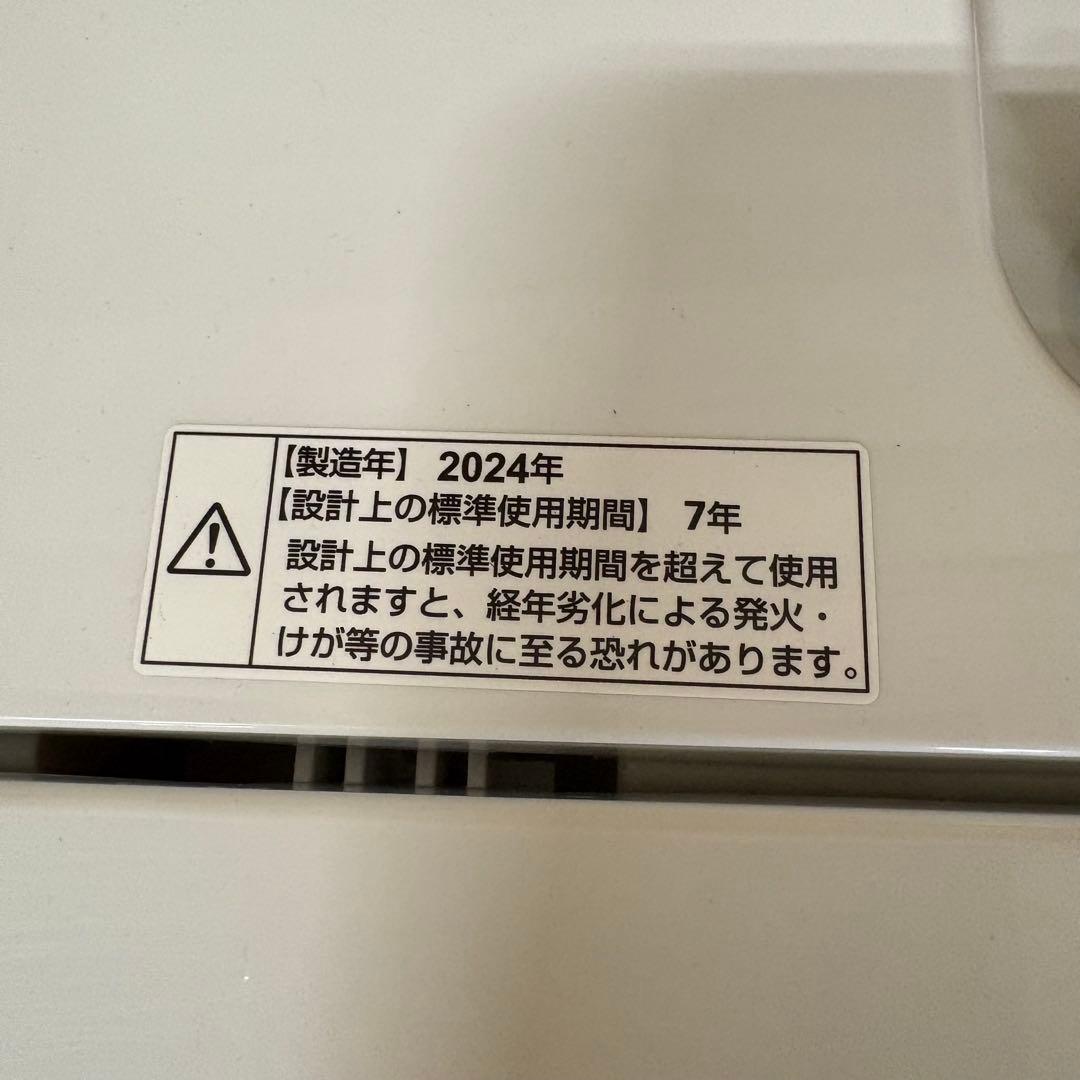 【製造年】 2024年
【設計上の標準使用期間】 7年
設計上の標準使用期間を超えて使用
されますと、経年劣化による発火・
けが等の事故に至る恐れがあります。